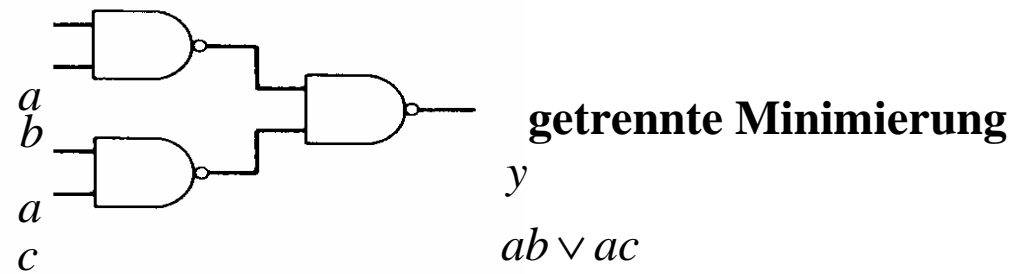 a
b
getrennte Minimierung
y
a
c
ab ∨ ac